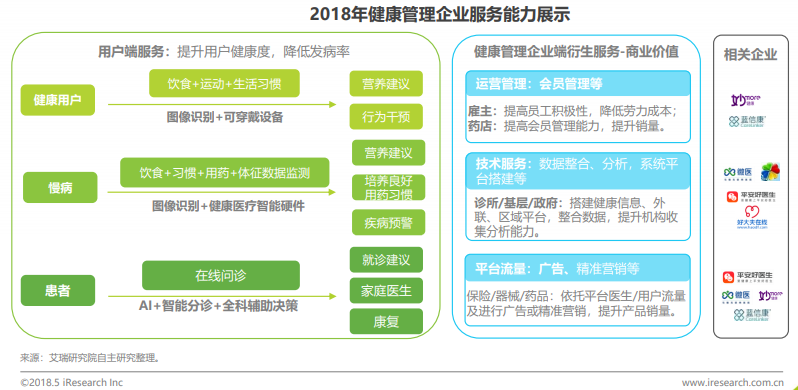 2018年健康管理企业服务能力展示
用户端服务：提升用户健康度，降低发病率
健康用户
饮食+运动+生活习惯
图像识别+可穿戴设备
营养建议
行为干预
慢病
饮食+习惯+用药+体征数据监测
图像识别+健康医疗智能硬件
营养建议
培养良好
用药习惯
疾病预警
患者
在线问诊
AI+智能分诊+全科辅助决策
就诊建议
家庭医生
康复
健康管理企业端衍生服务-商业价值
运营管理：会员管理等
雇主：提高员工积极性，降低劳力成本；
药店：提高会员管理能力，提升销量。
技术服务：数据整合、分析，系统平
台搭建等
诊所/基层/政府：搭建健康信息、外
联、区域平台，整合数据，提升机构收
集分析能力。
平台流量：广告、精准营销等
保险/器械/药品：依托平台医生/用户流量
及进行广告或精准营销，提升产品销量。
相关企业
妙more
蓝信康
微医
平安好医生
好大夫在线
平安好医生
微医
妙more
蓝信康
来源：艾瑞研究院自主研究整理。
©2018.5 iResearch Inc
www.iresearch.com.cn